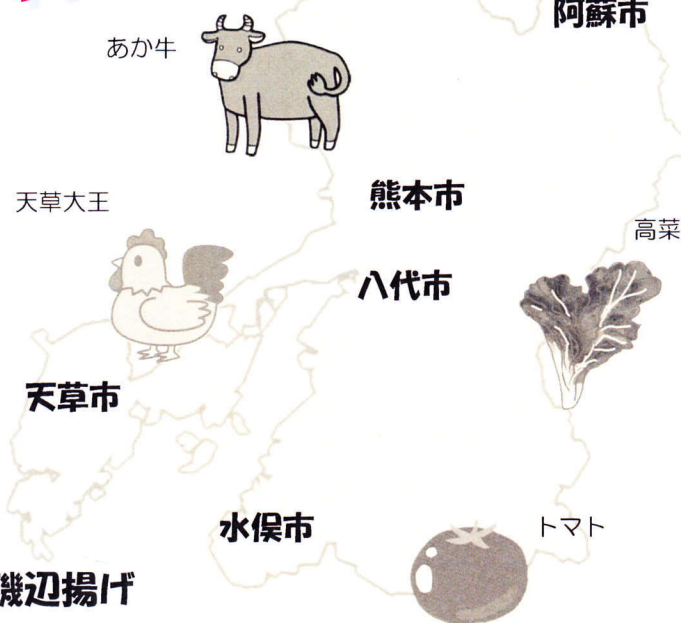 阿蘇市
あか牛
熊本市
天草大王
高菜
八代市
天草市
水俣市
トマト
磯辺揚げ